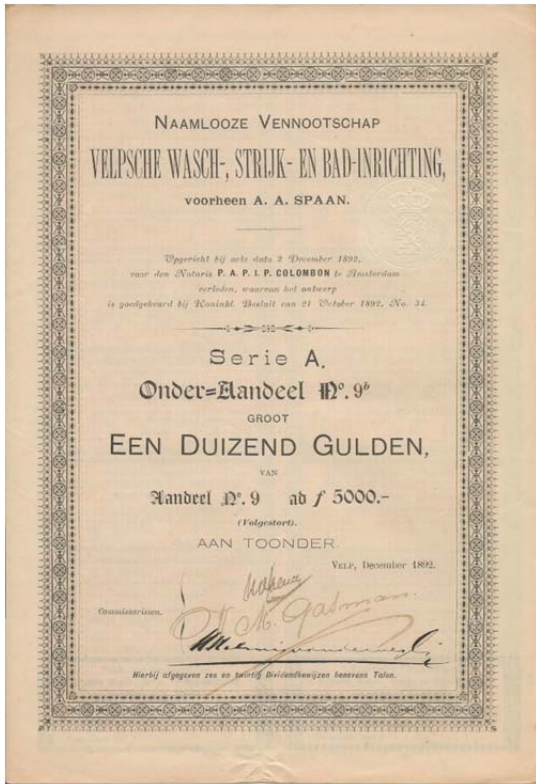 NAAMLOOZE VENNOOTSCHAP
VELPSCHE WASCH-, STRIJK- EN BAD-INRICHTING,
voorheen A. A. SPAAN.
Opgericht bij acte dato 2 December 1892,
voor den Notaris P. A. P. I. P. COLOMBON te Amsterdam
verleden, waarvan het ontwerp
is goedgekeurd bij Koninkl. Besluit van 21 October 1892, No. 34.
Serie A.
Onder=Aandeel No. 9b
GROOT
EEN DUIZEND GULDEN,
VAN
Aandeel No. 9 ad ƒ 5000.-
(Volgestort).
AAN TOONDER.
VELP, December 1892.
Commissarissen.
Hierbij afgegeven zes en twintig Dividendbewijzen benevens Talon.